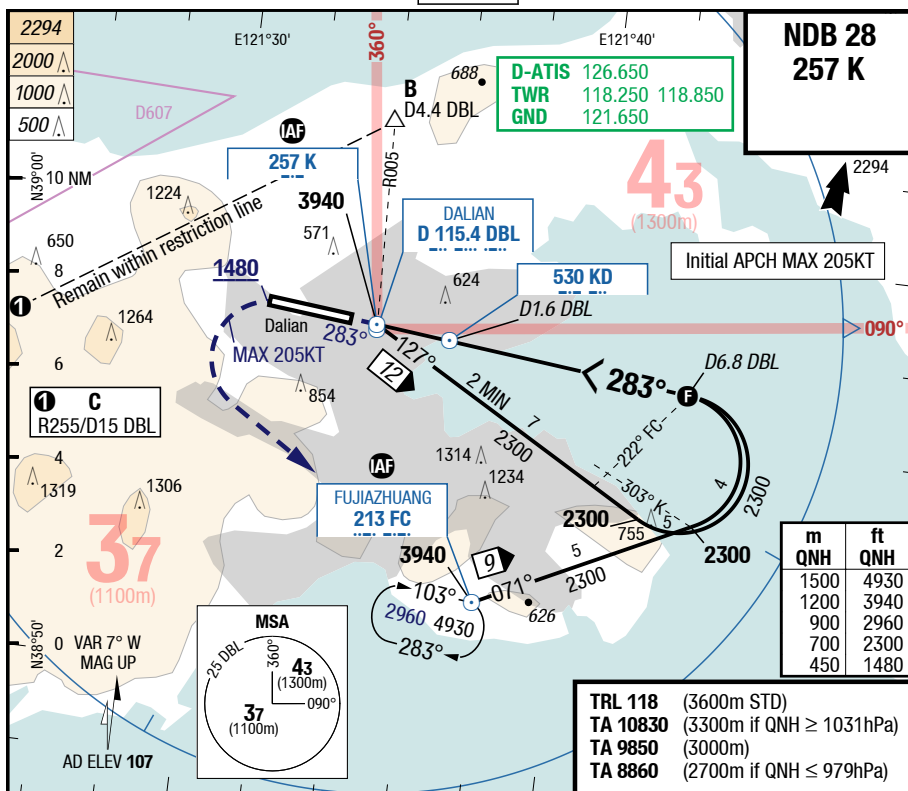 2294
2000
1000
500
E121°30'
360°
E121°40'
NDB 28
257 K
D607
688
B
D4.4 DBL
D-ATIS 126.650
TWR 118.250 118.850
GND 121.650
IAF
257 K
N39°00'
10 NM
1224
3940
R005
43
(1300m)
2294
650
Remain within restriction line
571
DALIAN
D 115.4 DBL
8
1480
624
530 KD
Initial APCH MAX 205KT
1
Dalian
283°
D1.6 DBL
090°
1264
MAX 205KT
127°
12
283°
D6.8 DBL
6
F
854
2 MIN
7
2300
222° FC
1 C
R255/D15 DBL
4
1319
1306
IAF
1314
1234
303° K
4
2300
FUJIAZHUANG
213 FC
2300
755
5
2300
37
(1100m)
2
3940
9
071°
5
2300
103°
2960 4930
283°
626
m QNH ft QNH
1500 4930
1200 3940
900 2960
700 2300
450 1480
N38°50'
0
VAR 7° W
MAG UP
AD ELEV 107
MSA
25 DBL
360°
43
(1300m)
090°
37
(1100m)
TRL 118 (3600m STD)
TA 10830 (3300m if QNH ≥ 1031hPa)
TA 9850 (3000m)
TA 8860 (2700m if QNH ≤ 979hPa)